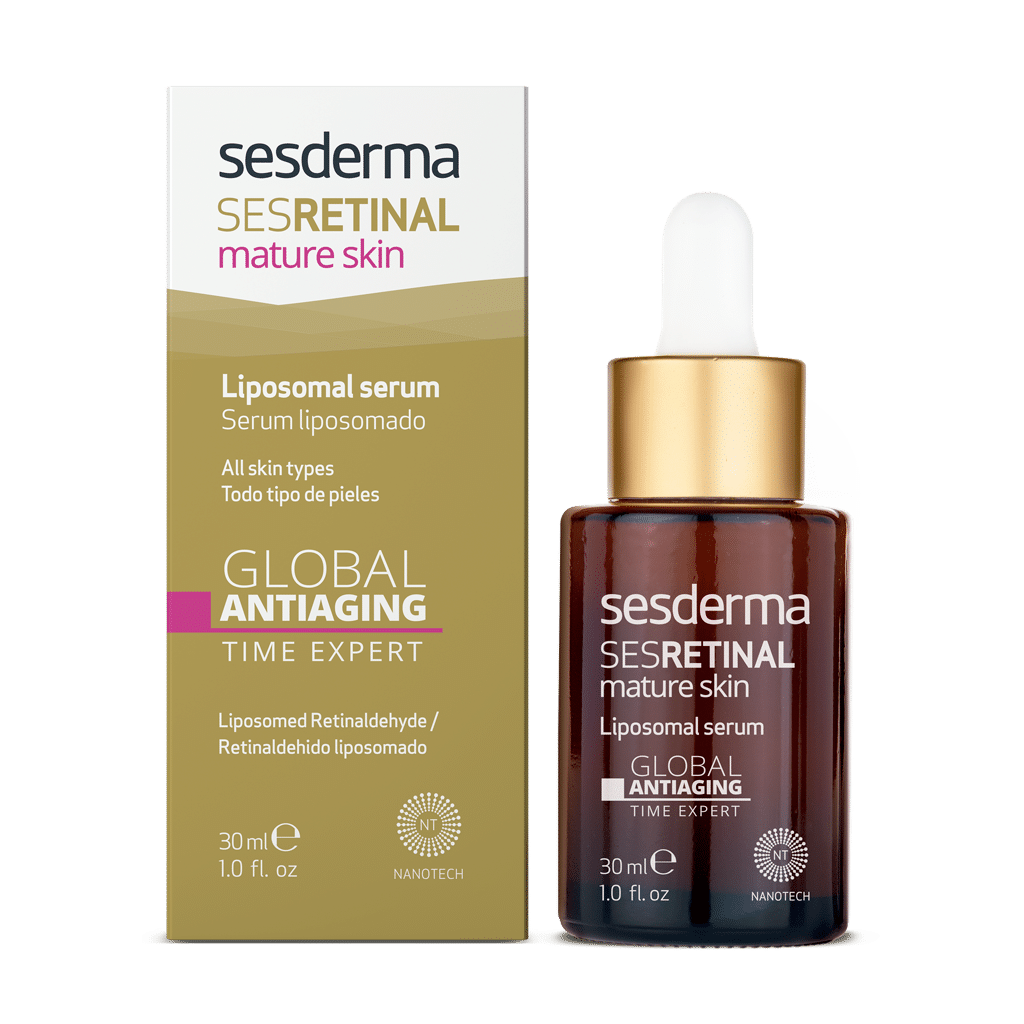 sesderma
SESRETINAL
mature skin
Liposomal serum
Serum liposomado
All skin types
Todo tipo de pieles
GLOBAL
ANTIAGING
TIME EXPERT
Liposomed Retinaldehyde /
Retinaldehido liposomado
30 ml ℮
1.0 fl. oz
NT
NANOTECH
sesderma
SESRETINAL
mature skin
Liposomal serum
GLOBAL
ANTIAGING
TIME EXPERT
30 ml ℮
1.0 fl. oz
NT
NANOTECH